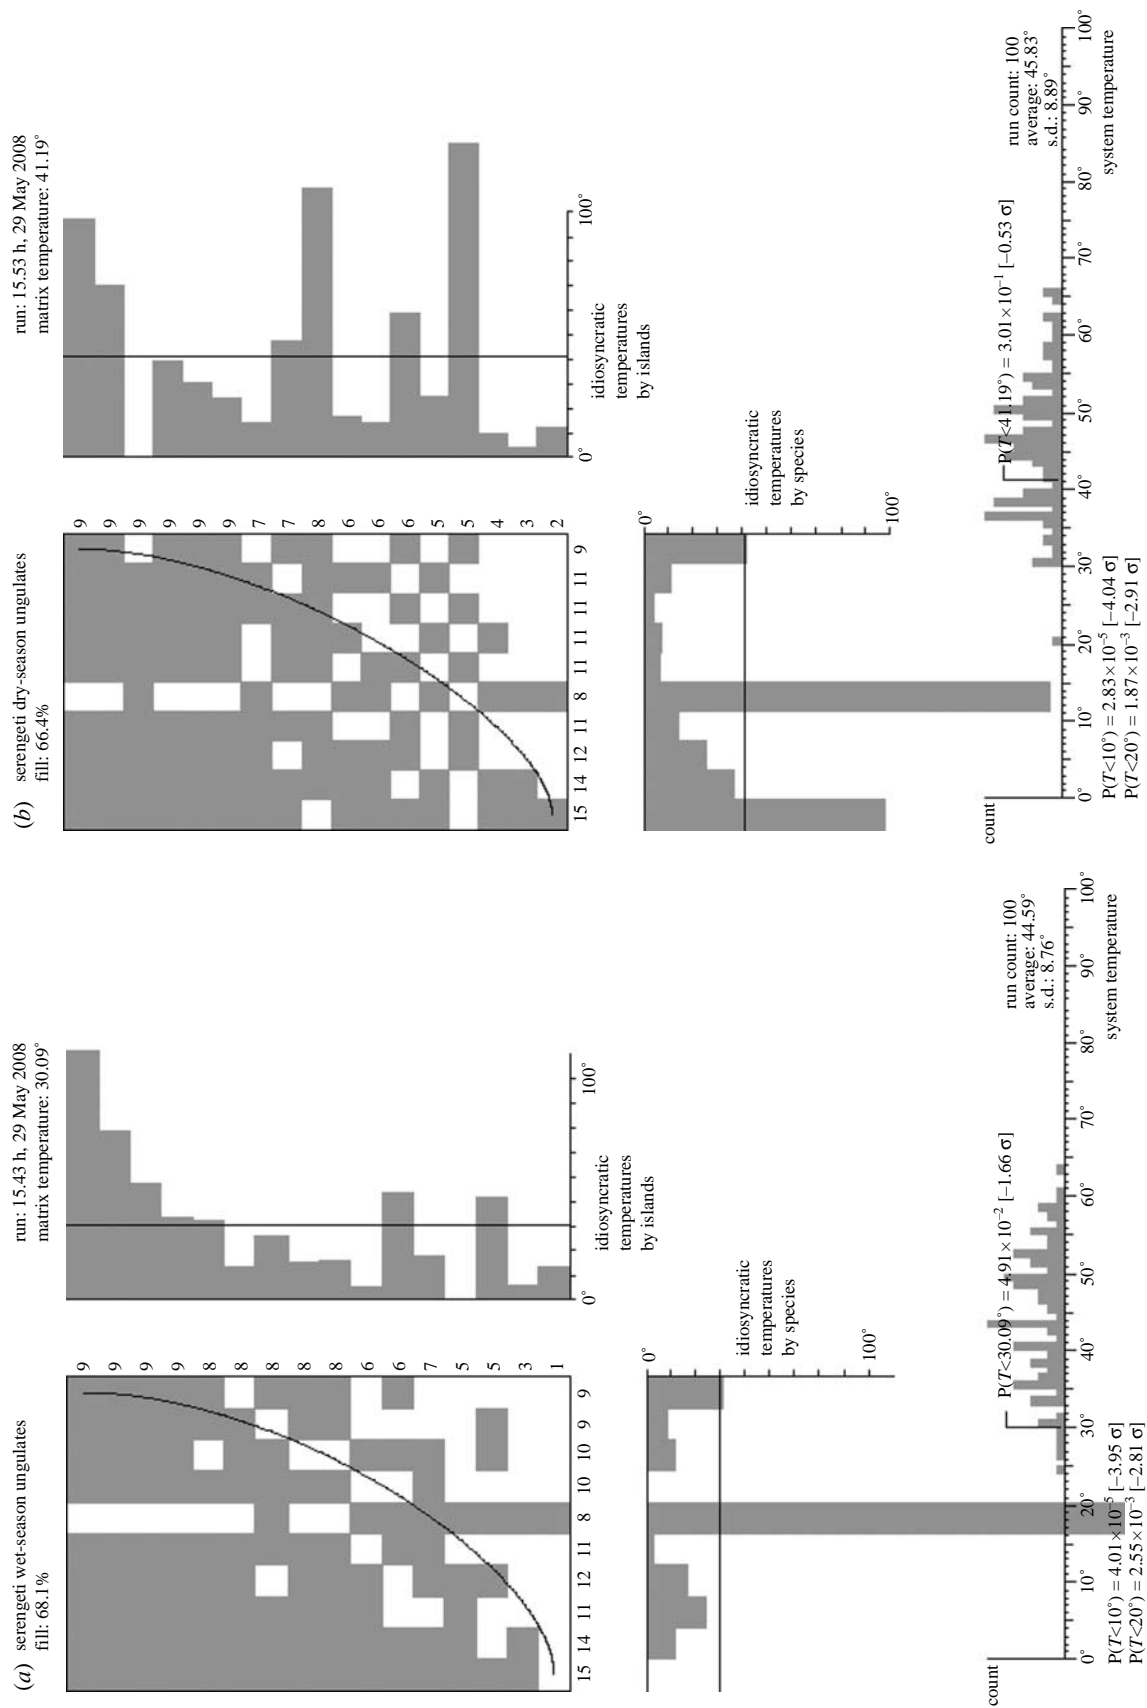 (a) serengeti wet-season ungulates
fill: 68.1%
run: 15.43 h, 29 May 2008
matrix temperature: 30.09°
9
9
9
9
8
8
8
8
8
6
6
7
5
5
3
1
15 14 11 12 11 8 10 10 9 9
0° 100°
idiosyncratic
temperatures
by islands
0°
100°
idiosyncratic
temperatures
by species
count
run count: 100
average: 44.59°
s.d.: 8.76°
P(T<30.09°) = 4.91×10⁻² [−1.66 σ]
0° 10° 20° 30° 40° 50° 60° 70° 80° 90° 100°
system temperature
P(T<10°) = 4.01×10⁻⁵ [−3.95 σ]
P(T<20°) = 2.55×10⁻³ [−2.81 σ]
(b) serengeti dry-season ungulates
fill: 66.4%
run: 15.53 h, 29 May 2008
matrix temperature: 41.19°
9
9
9
9
9
9
7
7
8
6
6
6
5
5
4
3
2
15 14 12 11 8 11 11 11 11 9
0° 100°
idiosyncratic
temperatures
by islands
0°
100°
idiosyncratic
temperatures
by species
count
run count: 100
average: 45.83°
s.d.: 8.89°
P(T<41.19°) = 3.01×10⁻¹ [−0.53 σ]
0° 10° 20° 30° 40° 50° 60° 70° 80° 90° 100°
system temperature
P(T<10°) = 2.83×10⁻⁵ [−4.04 σ]
P(T<20°) = 1.87×10⁻³ [−2.91 σ]